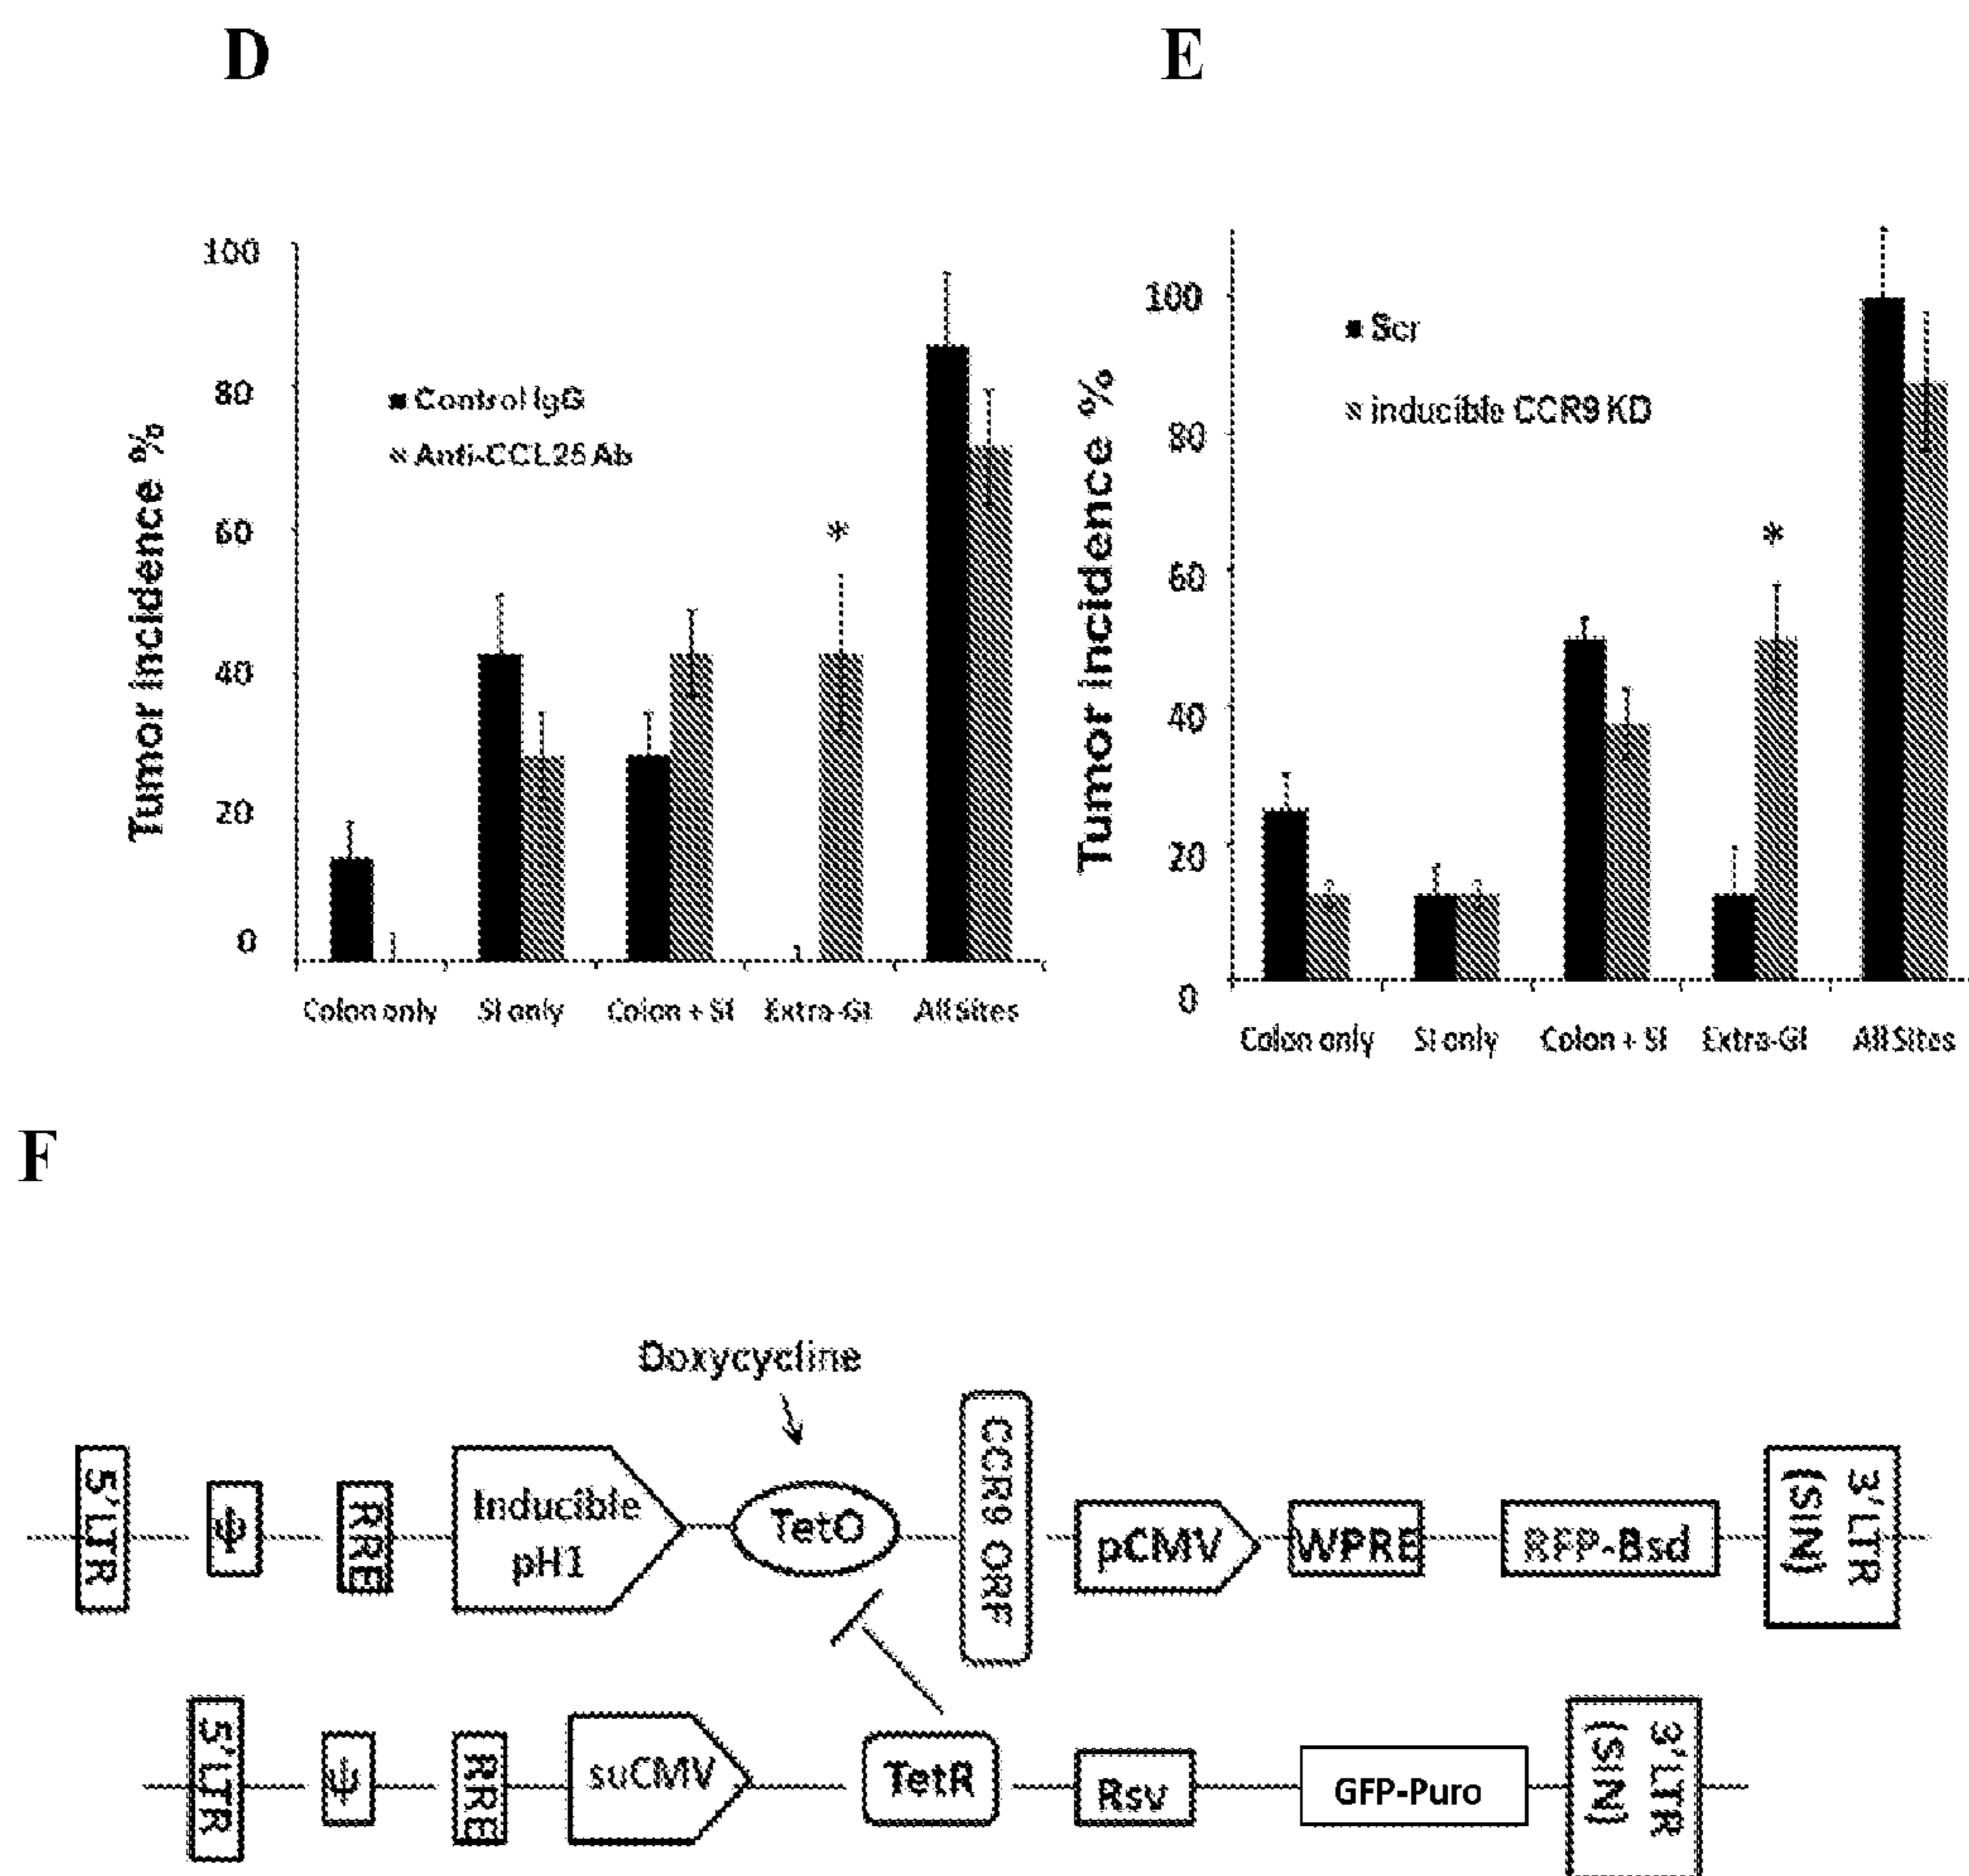 D
Tumor incidence %
100
80
60
40
20
0
Control IgG
Anti-CCL25 Ab
*
Colon only
SI only
Colon + SI
Extra-GI
All Sites
E
Tumor incidence %
100
80
60
40
20
0
Scr
inducible CCR9 KD
*
Colon only
SI only
Colon + SI
Extra-GI
All Sites
F
Doxycycline
5'LTR
ψ
RRE
Inducible
pH1
TetO
CCR9 ORF
pCMV
WPRE
RFP-Bsd
3'LTR
(SIN)
5'LTR
ψ
RRE
suCMV
TetR
Rsv
GFP-Puro
3'LTR
(SIN)